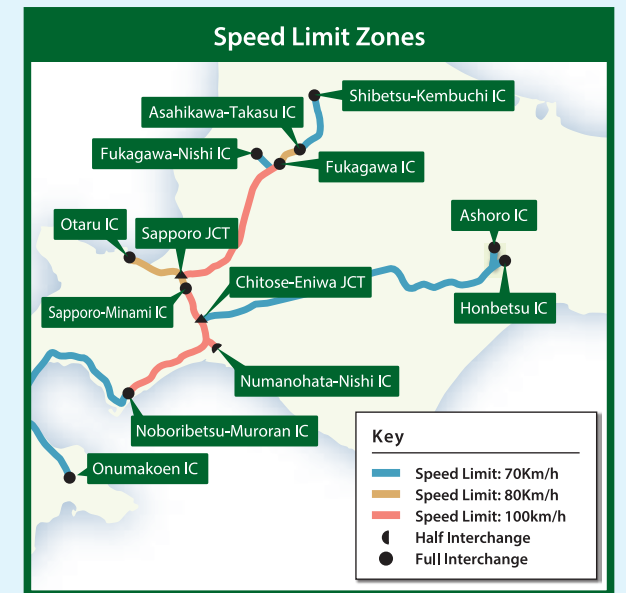 Speed Limit Zones
Shibetsu-Kembuchi IC
Asahikawa-Takasu IC
Fukagawa-Nishi IC
Fukagawa IC
Ashoro IC
Otaru IC
Sapporo JCT
Chitose-Eniwa JCT
Sapporo-Minami IC
Honbetsu IC
Numanohata-Nishi IC
Noboribetsu-Muroran IC
Onumakoen IC
Key
Speed Limit: 70Km/h
Speed Limit: 80Km/h
Speed Limit: 100km/h
Half Interchange
Full Interchange